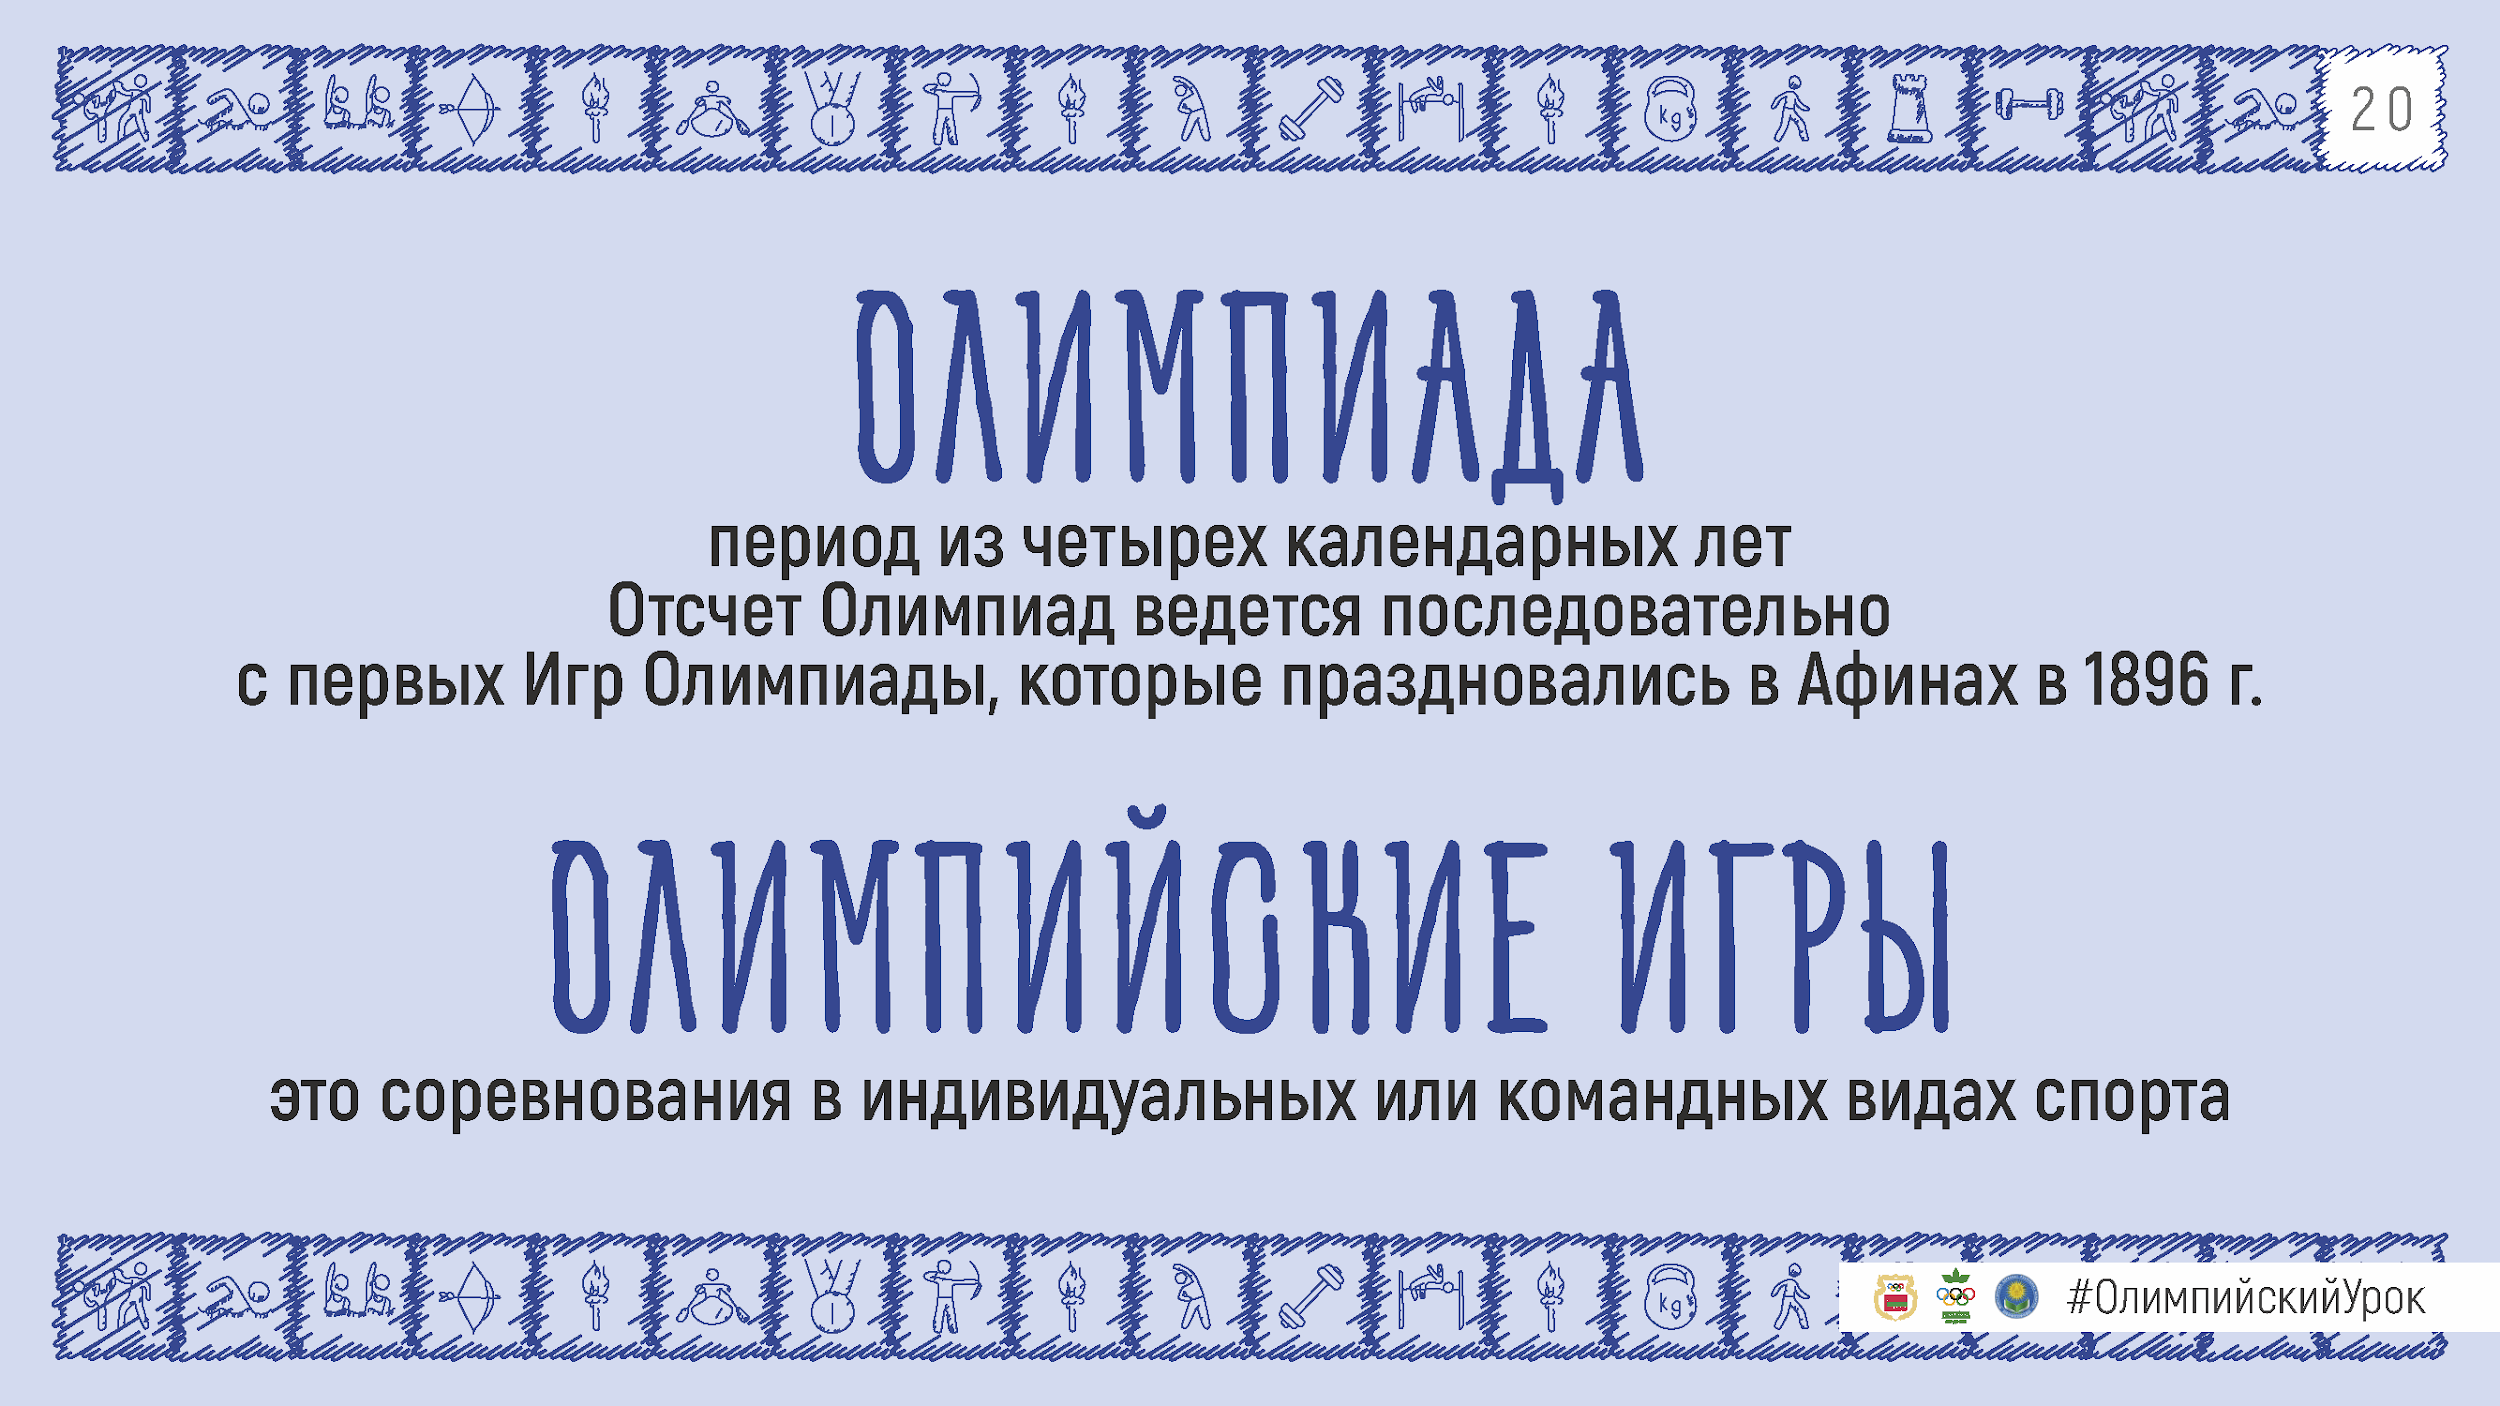 20
ОЛИМПИАДА
период из четырех календарных лет
Отсчет Олимпиад ведется последовательно
с первых Игр Олимпиады, которые праздновались в Афинах в 1896 г.
ОЛИМПИЙСКИЕ ИГРЫ
это соревнования в индивидуальных или командных видах спорта
kg
#ОлимпийскийУрок